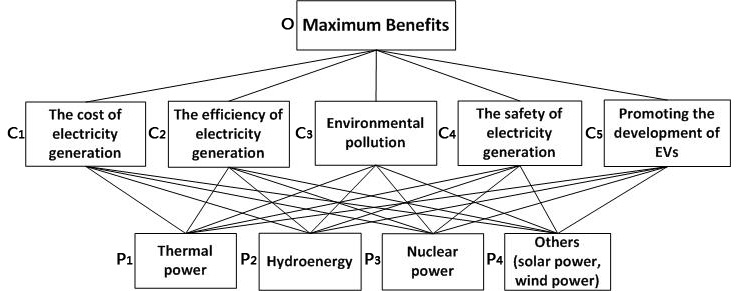 O Maximum Benefits
C1 The cost of electricity generation
C2 The efficiency of electricity generation
C3 Environmental pollution
C4 The safety of electricity generation
C5 Promoting the development of EVs
P1 Thermal power
P2 Hydroenergy
P3 Nuclear power
P4 Others (solar power, wind power)